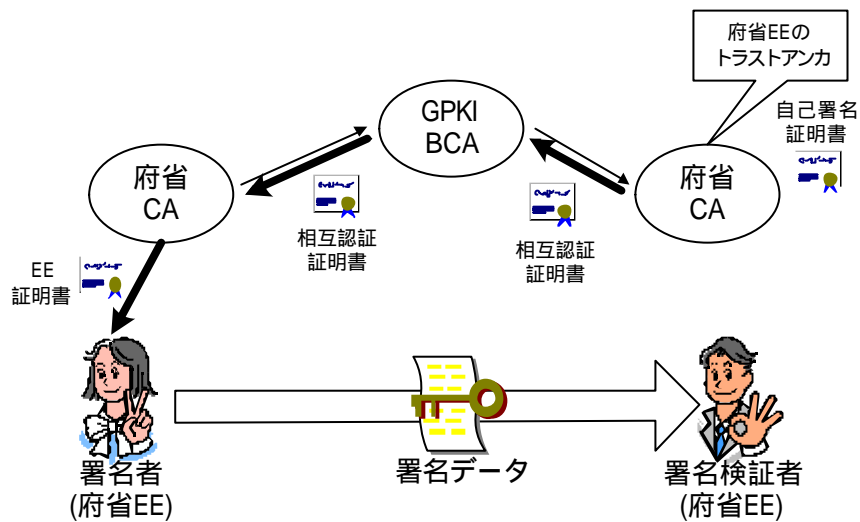 府省EEの
トラストアンカ
自己署名
証明書
GPKI
BCA
府省
CA
府省
CA
相互認証
証明書
相互認証
証明書
EE
証明書
署名者
(府省EE)
署名データ
署名検証者
(府省EE)